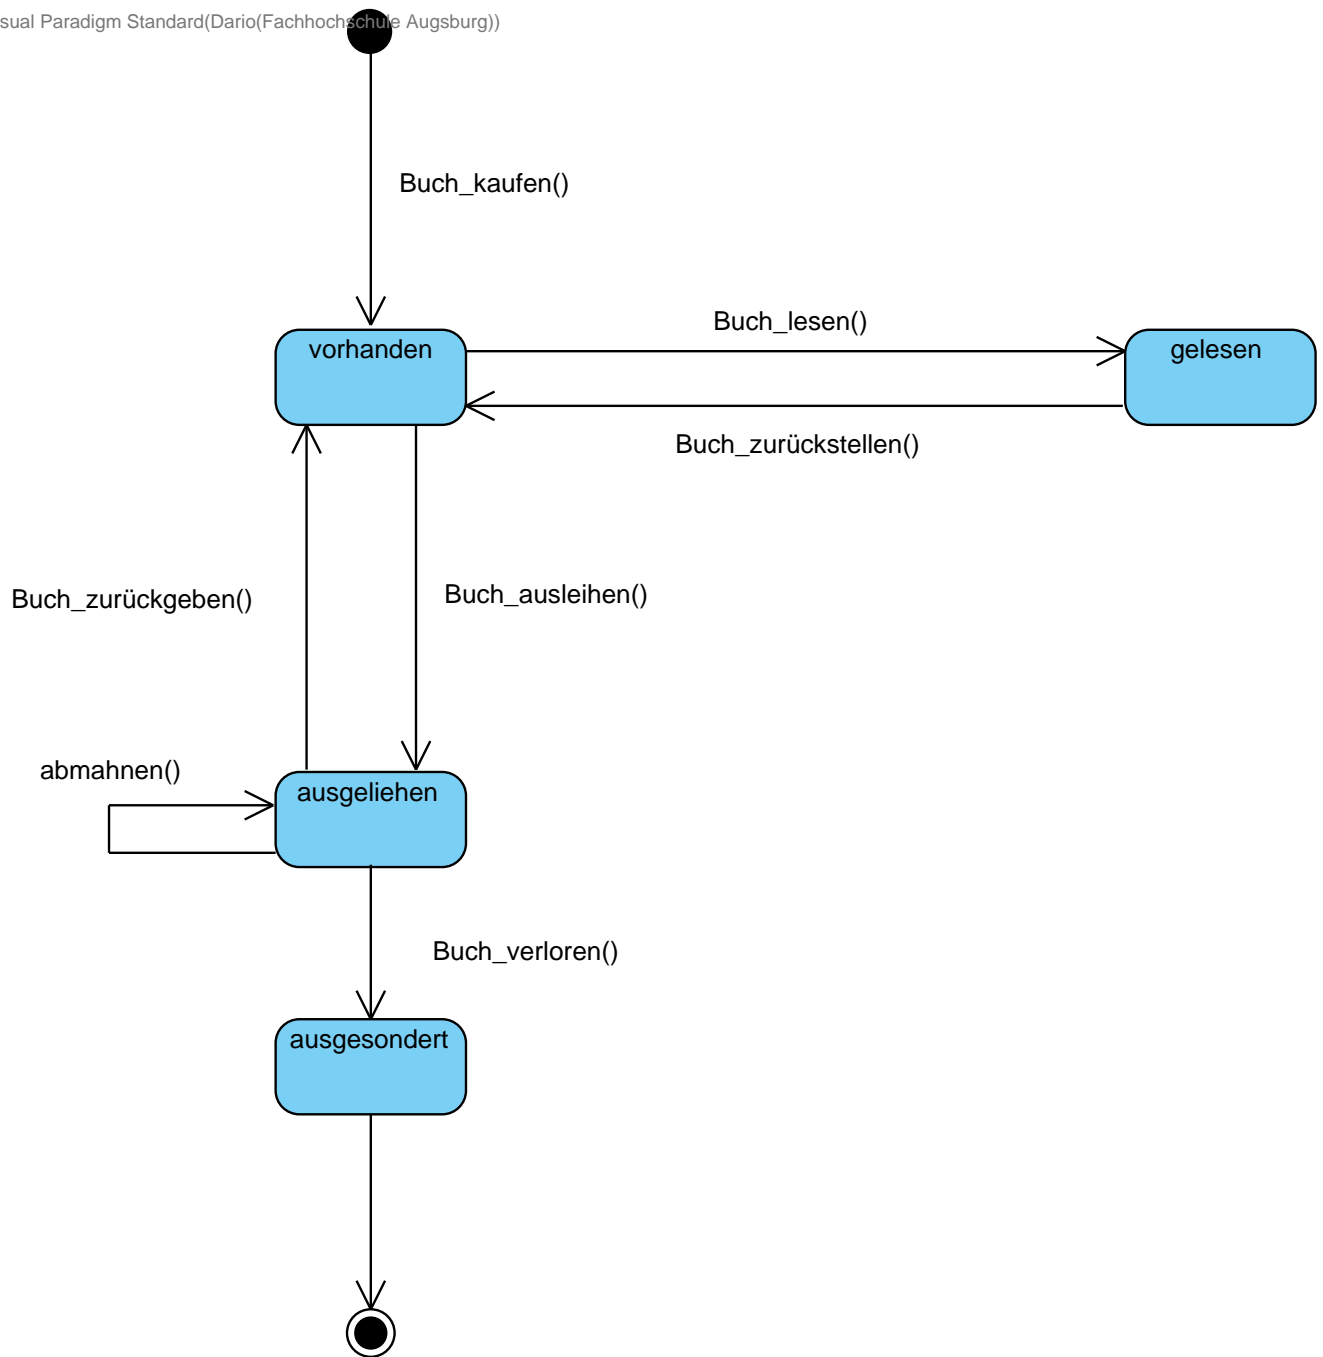 sual Paradigm Standard(Dario(Fachhochschule Augsburg))
Buch_kaufen()
Buch_lesen()
vorhanden
gelesen
Buch_zurückstellen()
Buch_zurückgeben()
Buch_ausleihen()
abmahnen()
ausgeliehen
Buch_verloren()
ausgesondert